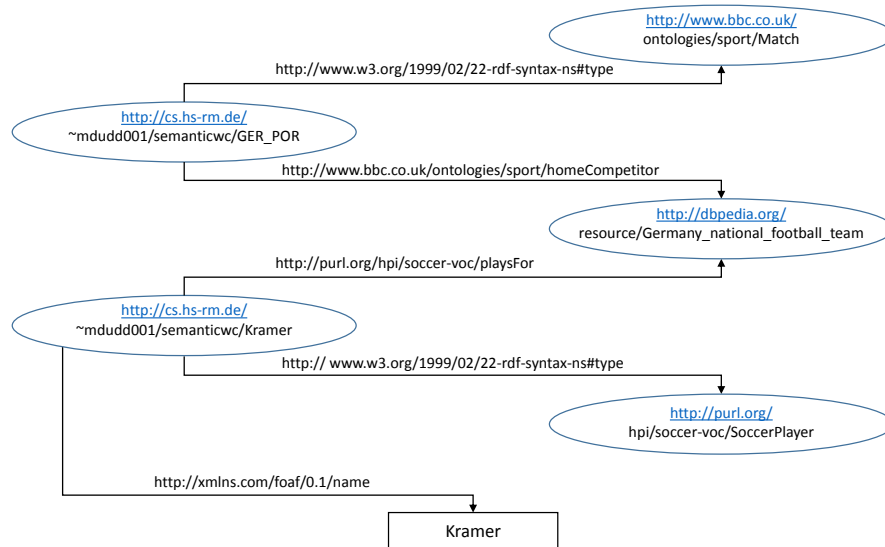 http://www.bbc.co.uk/
ontologies/sport/Match
http://www.w3.org/1999/02/22-rdf-syntax-ns#type
http://cs.hs-rm.de/
~mdudd001/semanticwc/GER_POR
http://www.bbc.co.uk/ontologies/sport/homeCompetitor
http://dbpedia.org/
resource/Germany_national_football_team
http://purl.org/hpi/soccer-voc/playsFor
http://cs.hs-rm.de/
~mdudd001/semanticwc/Kramer
http:// www.w3.org/1999/02/22-rdf-syntax-ns#type
http://purl.org/
hpi/soccer-voc/SoccerPlayer
http://xmlns.com/foaf/0.1/name
Kramer